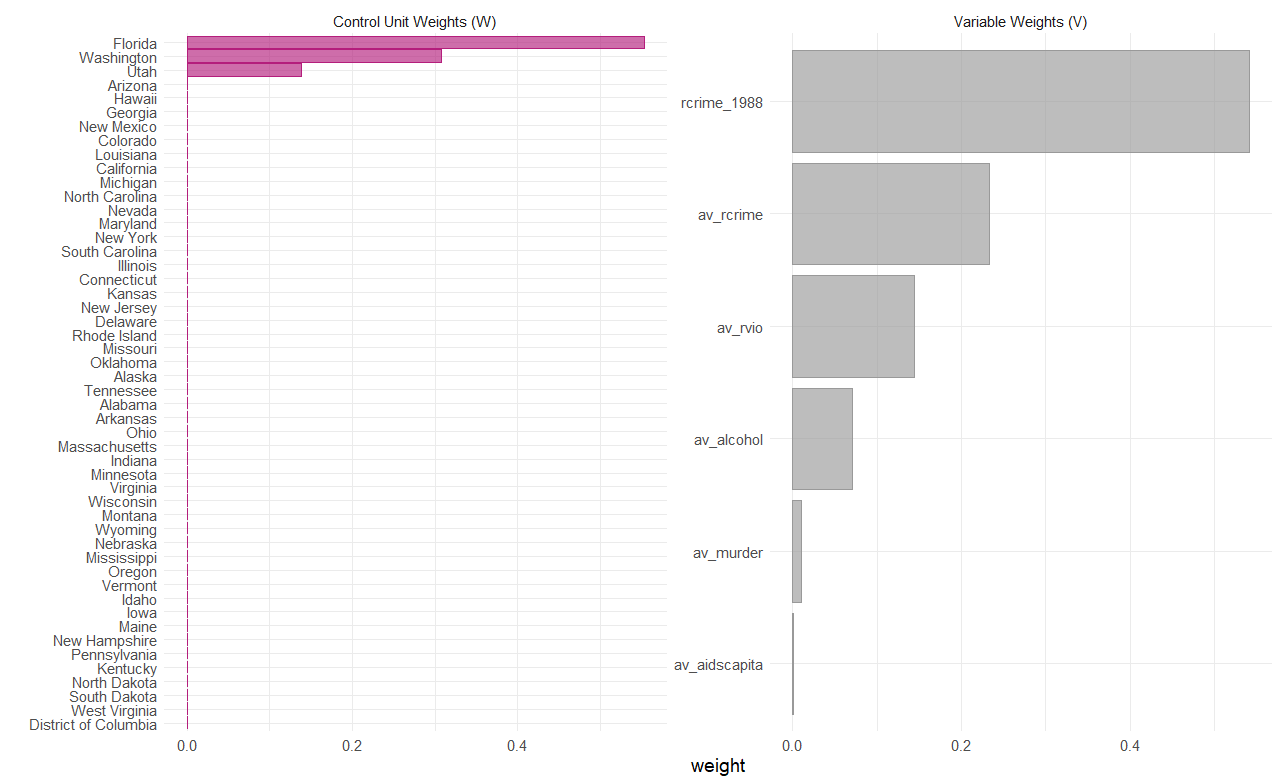 Control Unit Weights (W)
Florida
Washington
Utah
Arizona
Hawaii
Georgia
New Mexico
Colorado
Louisiana
California
Michigan
North Carolina
Nevada
Maryland
New York
South Carolina
Illinois
Connecticut
Kansas
New Jersey
Delaware
Rhode Island
Missouri
Oklahoma
Alaska
Tennessee
Alabama
Arkansas
Ohio
Massachusetts
Indiana
Minnesota
Virginia
Wisconsin
Montana
Wyoming
Nebraska
Mississippi
Oregon
Vermont
Idaho
Iowa
Maine
New Hampshire
Pennsylvania
Kentucky
North Dakota
South Dakota
West Virginia
District of Columbia
0.0 0.2 0.4
Variable Weights (V)
rcrime_1988
av_rcrime
av_rvio
av_alcohol
av_murder
av_aidscapita
0.0 0.2 0.4
weight